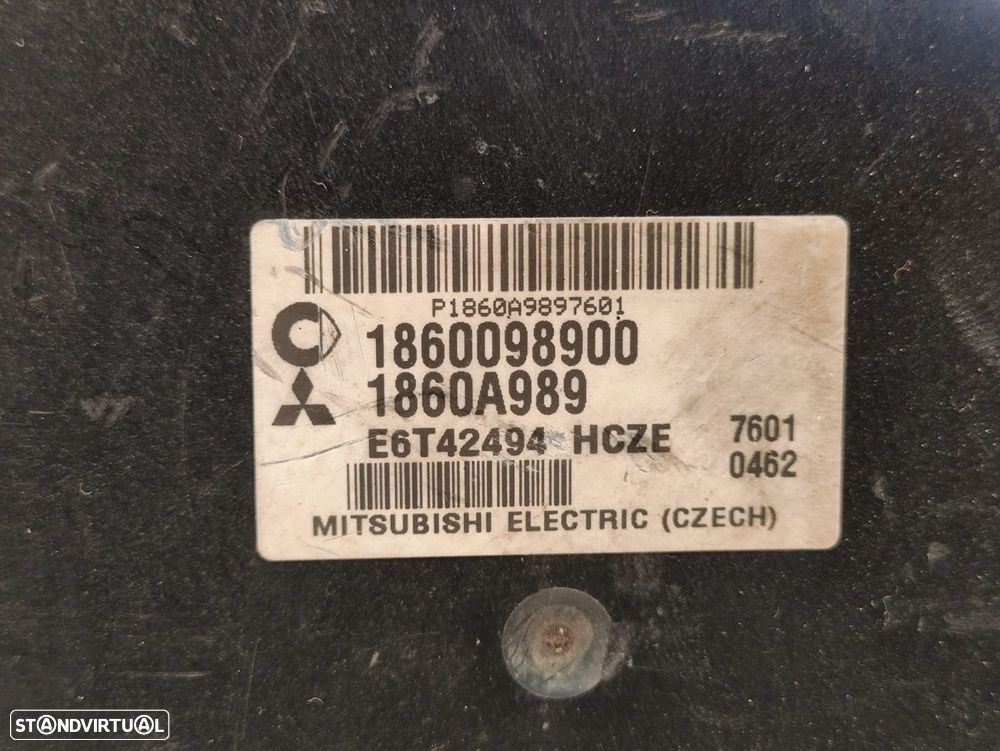 P1860A9897601
1860098900
1860A989
E6T42494 HCZE 7601
0462
MITSUBISHI ELECTRIC (CZECH)
STANDVIRTUAL